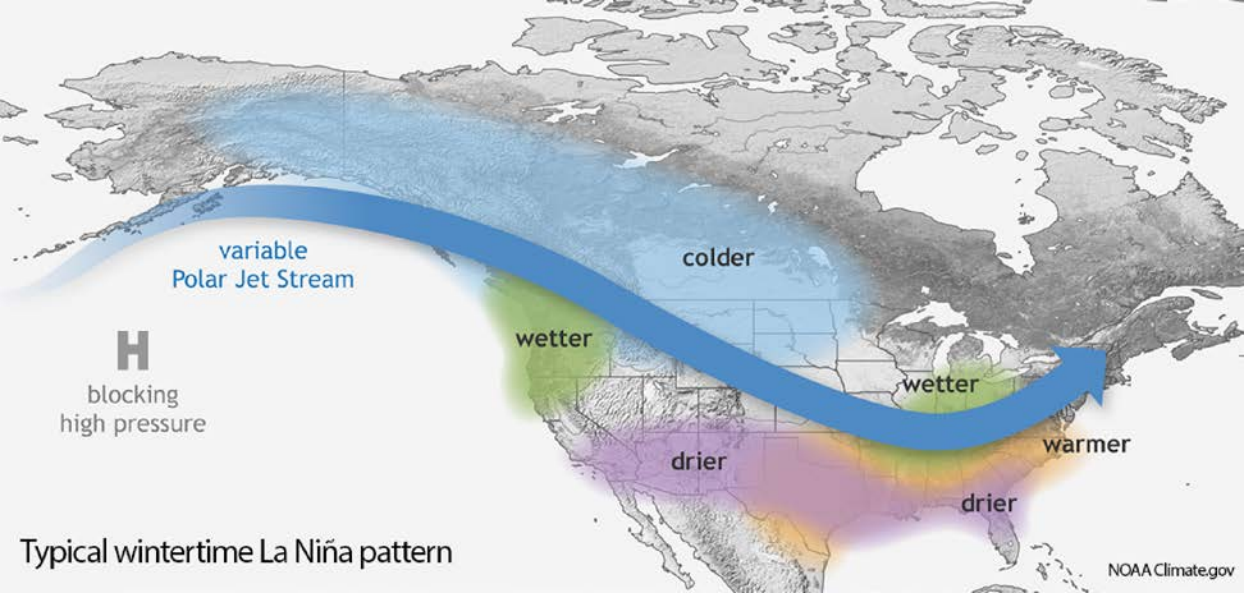 variable
Polar Jet Stream
colder
H
wetter
blocking
high pressure
wetter
warmer
drier
drier
Typical wintertime La Niña pattern
NOAA Climate.gov